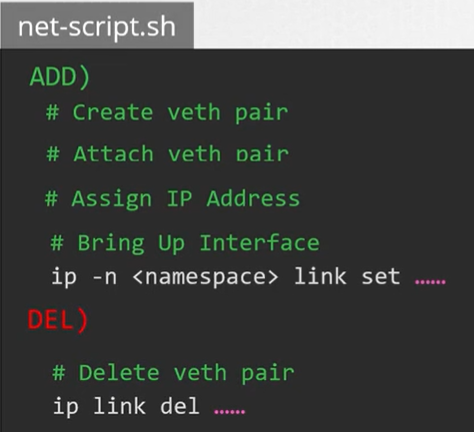 net-script.sh
ADD)
# Create veth pair
# Attach veth pair
# Assign IP Address
# Bring Up Interface
ip -n <namespace> link set ......
DEL)
# Delete veth pair
ip link del ......